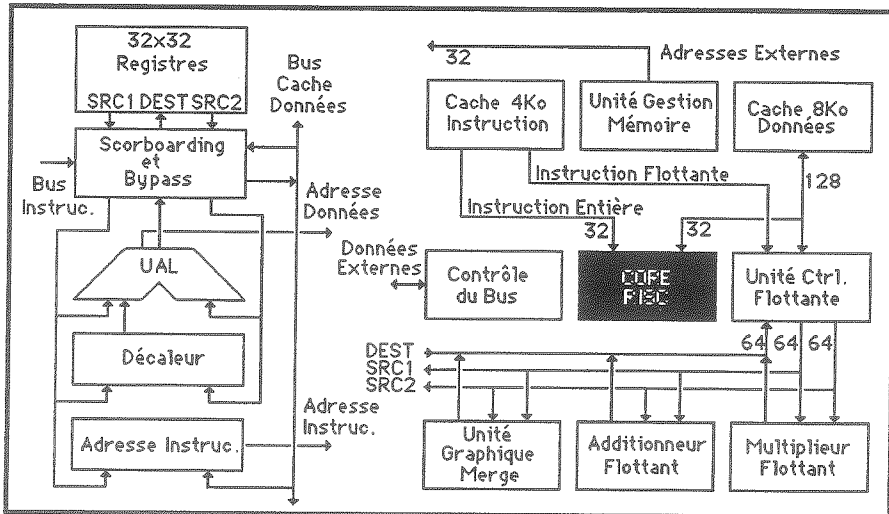 32x32
Registres
SRC1 DEST SRC2
Scorboarding
et
Bypass
Bus
Instruc.
Bus
Cache
Données
Adresse
Données
UAL
Décaleur
Adresse Instruc.
Adresse
Instruc.
32
Adresses Externes
Cache 4Ko
Instruction
Unité Gestion
Mémoire
Cache 8Ko
Données
Instruction Flottante
128
Instruction Entière
32
32
Données
Externes
Contrôle
du Bus
CORE
RISC
Unité Ctrl.
Flottante
64 64 64
DEST
SRC1
SRC2
Unité
Graphique
Merge
Additionneur
Flottant
Multiplieur
Flottant